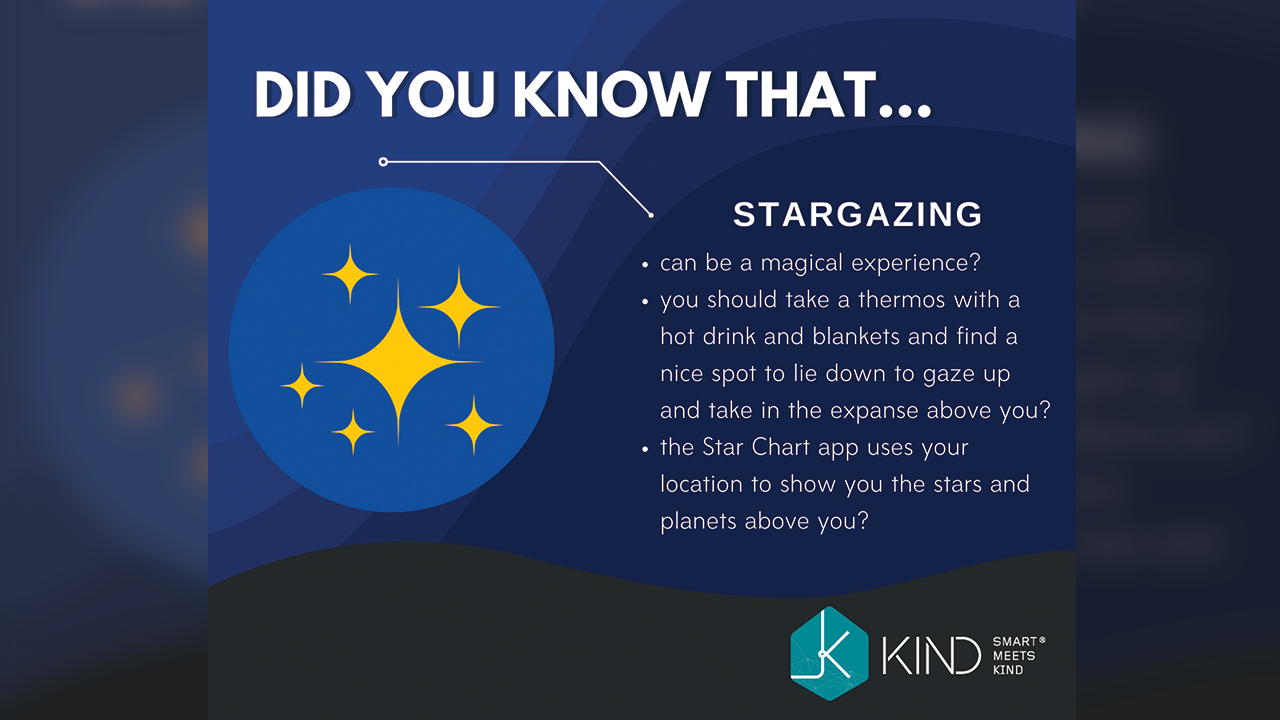 DID YOU KNOW THAT...
STARGAZING
• can be a magical experience?
• you should take a thermos with a
hot drink and blankets and find a
nice spot to lie down to gaze up
and take in the expanse above you?
• the Star Chart app uses your
location to show you the stars and
planets above you?
KIND
SMART®
MEETS
KIND